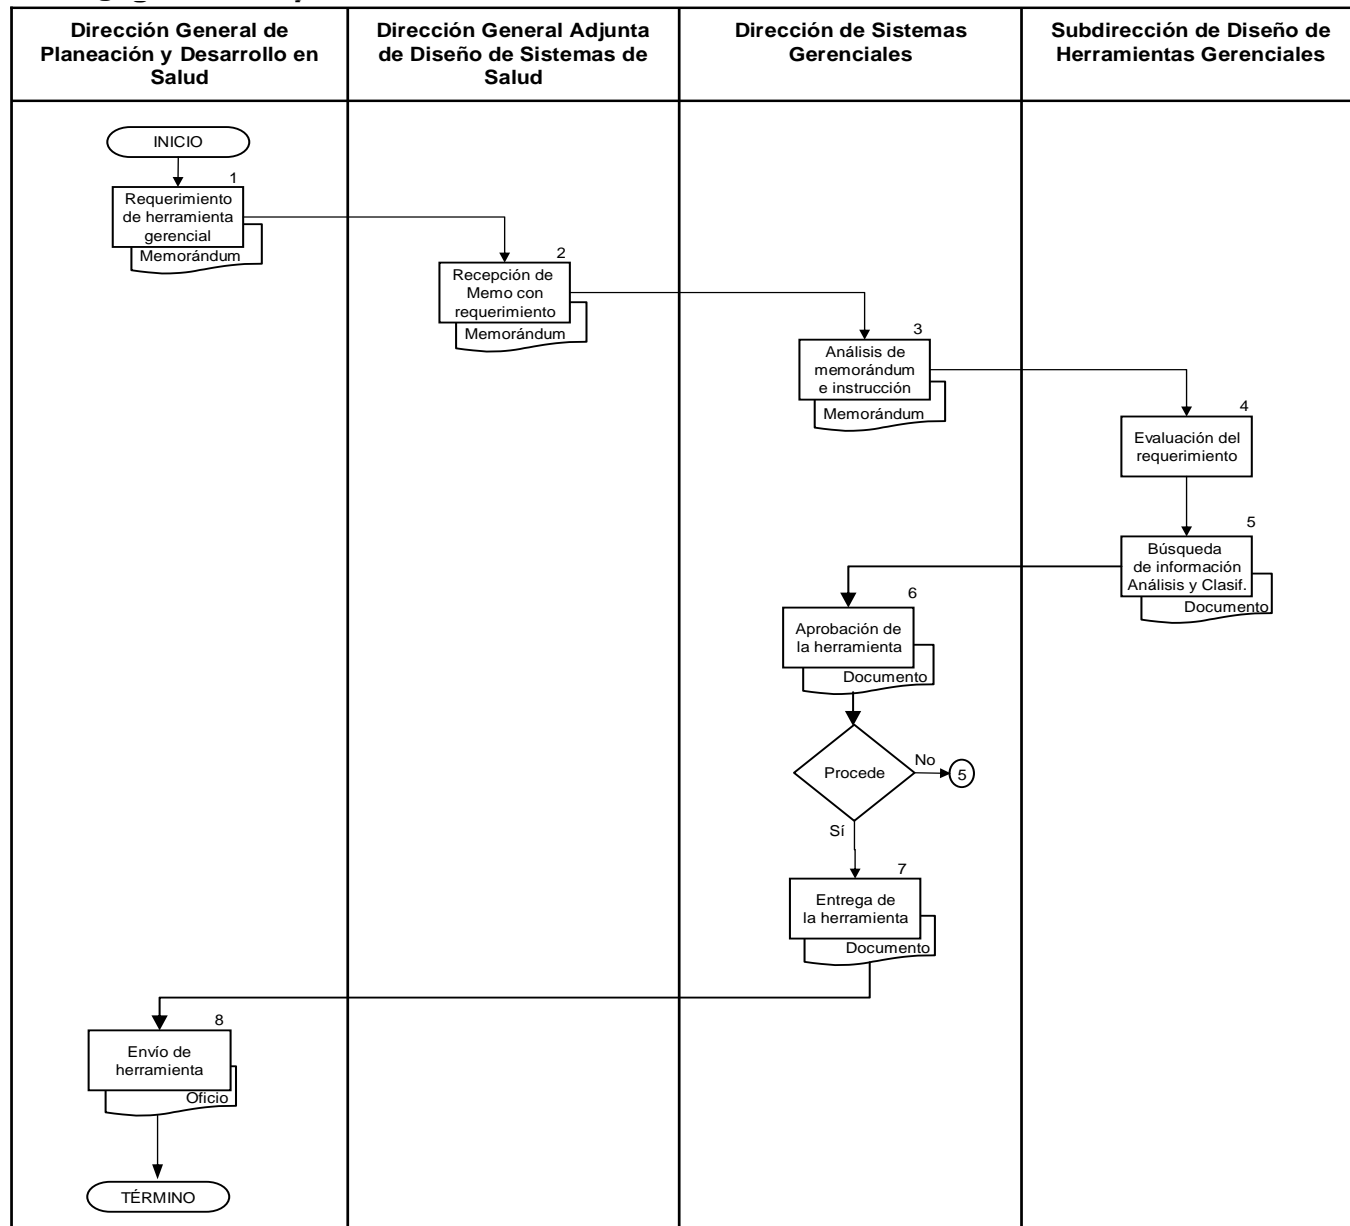 Dirección General de
Planeación y Desarrollo en
Salud
Dirección General Adjunta
de Diseño de Sistemas de
Salud
Dirección de Sistemas
Gerenciales
Subdirección de Diseño de
Herramientas Gerenciales
INICIO
1
Requerimiento
de herramienta
gerencial
Memorándum
2
Recepción de
Memo con
requerimiento
Memorándum
3
Análisis de
memorándum
e instrucción
Memorándum
4
Evaluación del
requerimiento
5
Búsqueda
de información
Análisis y Clasif.
Documento
6
Aprobación de
la herramienta
Documento
Procede
No
5
Sí
7
Entrega de
la herramienta
Documento
8
Envío de
herramienta
Oficio
TÉRMINO